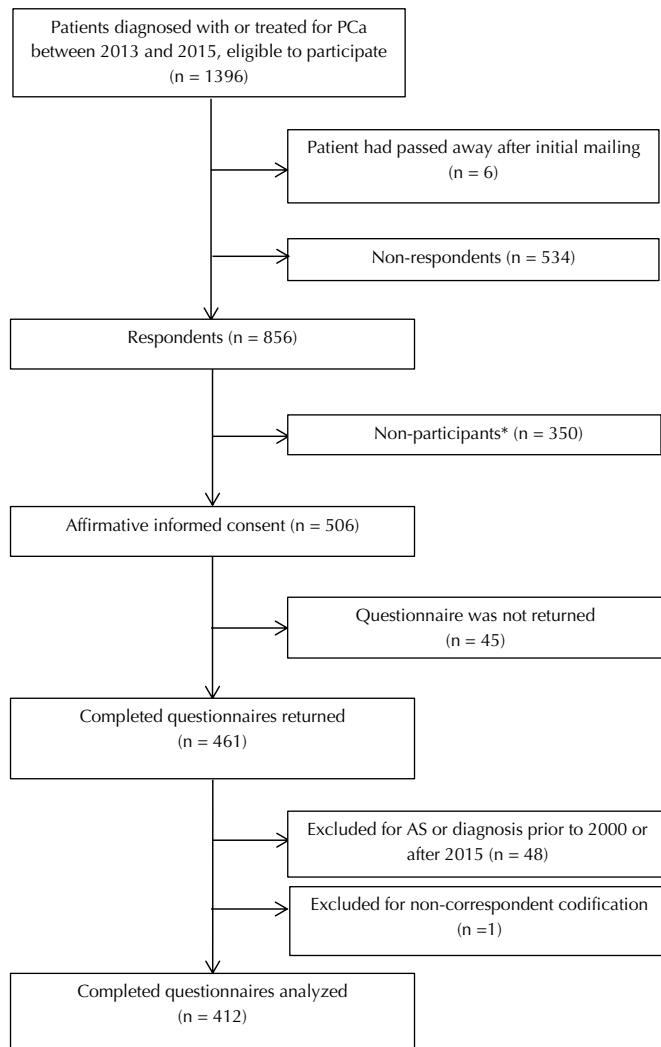 Patients diagnosed with or treated for PCa
between 2013 and 2015, eligible to participate
(n = 1396)
Patient had passed away after initial mailing
(n = 6)
Non-respondents (n = 534)
Respondents (n = 856)
Non-participants* (n = 350)
Affirmative informed consent (n = 506)
Questionnaire was not returned
(n = 45)
Completed questionnaires returned
(n = 461)
Excluded for AS or diagnosis prior to 2000 or
after 2015 (n = 48)
Excluded for non-correspondent codification
(n =1)
Completed questionnaires analyzed
(n = 412)